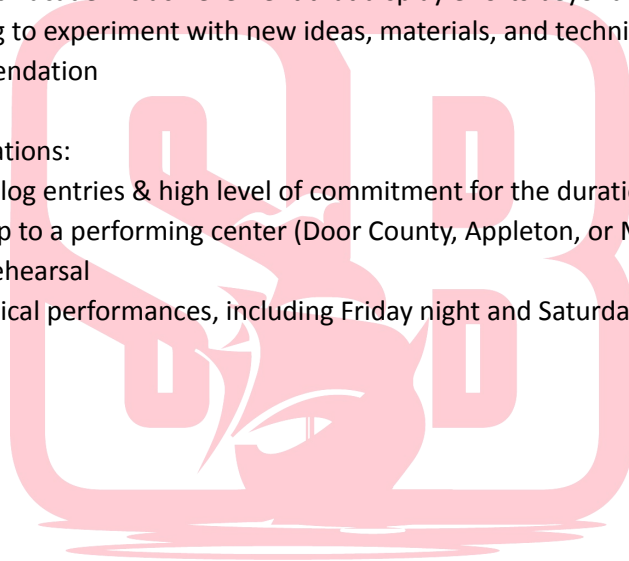 g to experiment with new ideas, materials, and techni
endation
ations:
log entries & high level of commitment for the durati
p to a performing center (Door County, Appleton, or M
ehearsal
ical performances, including Friday night and Saturda
SB